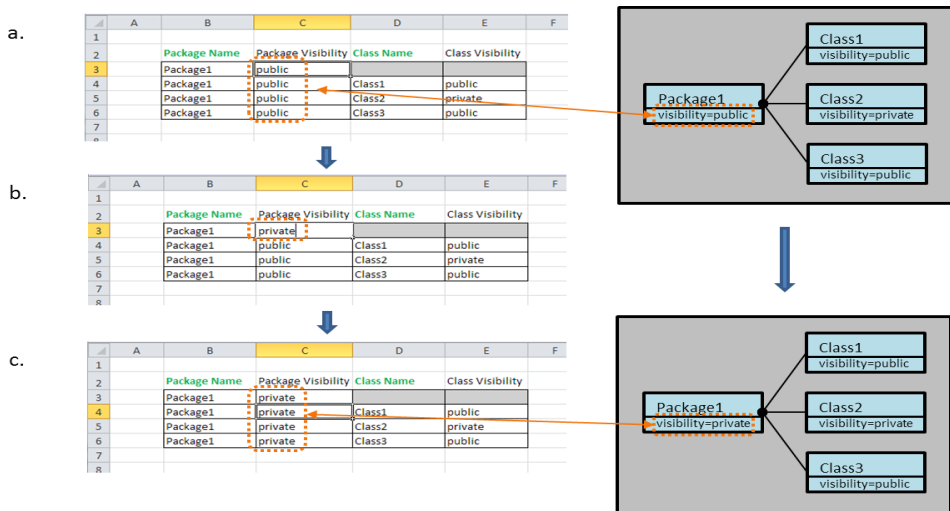 a.
A B C D E F
1
2 Package Name Package Visibility Class Name Class Visibility
3 Package1 public
4 Package1 public Class1 public
5 Package1 public Class2 private
6 Package1 public Class3 public
7
8
Class1
visibility=public
Package1
visibility=public
Class2
visibility=private
Class3
visibility=public
b.
A B C D E F
1
2 Package Name Package Visibility Class Name Class Visibility
3 Package1 private
4 Package1 public Class1 public
5 Package1 public Class2 private
6 Package1 public Class3 public
7
8
c.
A B C D E F
1
2 Package Name Package Visibility Class Name Class Visibility
3 Package1 private
4 Package1 private Class1 public
5 Package1 private Class2 private
6 Package1 private Class3 public
7
8
Class1
visibility=public
Package1
visibility=private
Class2
visibility=private
Class3
visibility=public